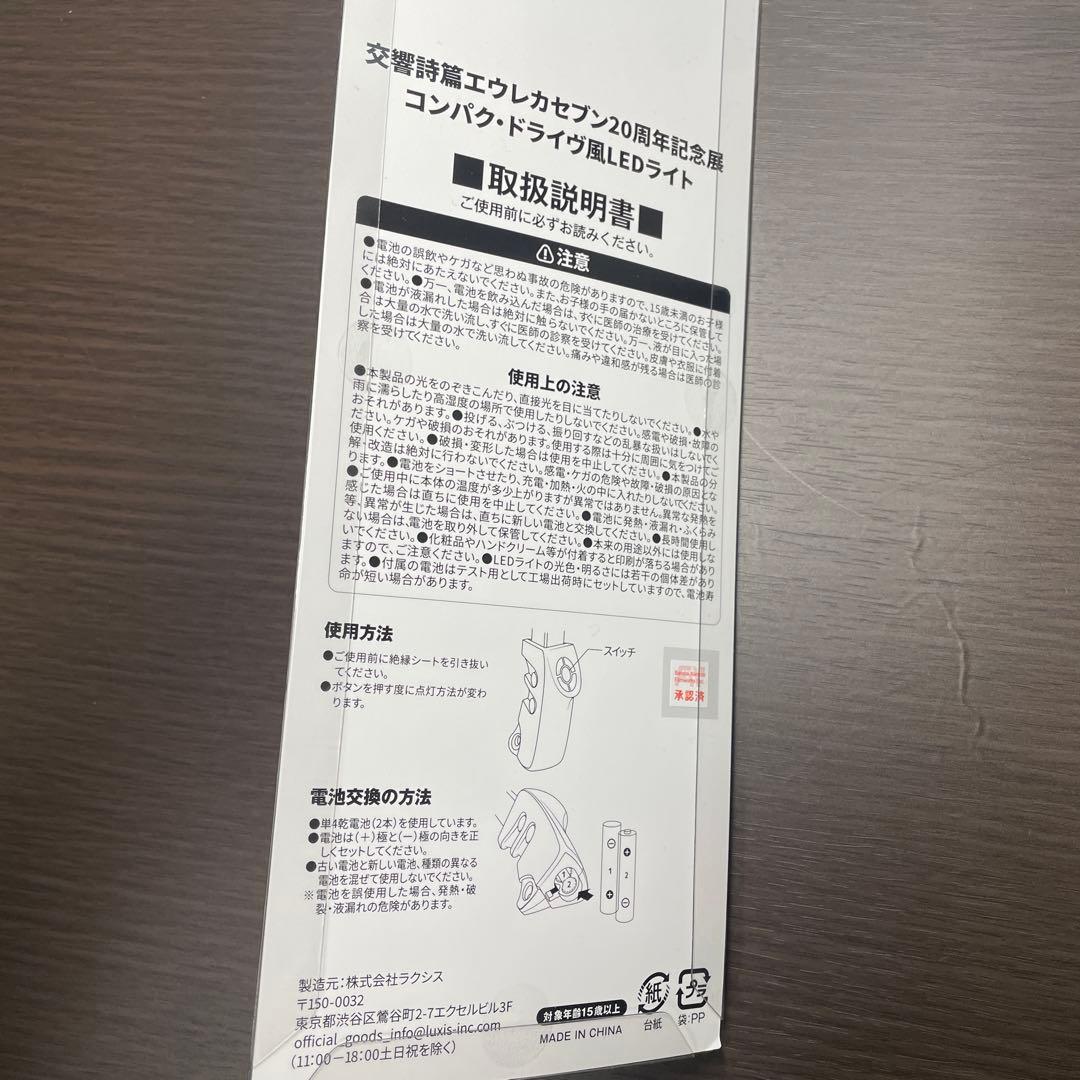 交響詩篇エウレカセブン20周年記念展
コンパク・ドライヴ風LEDライト
■取扱説明書■
ご使用前に必ずお読みください。
注意
●電池の誤飲やケガなど思わぬ事故の危険がありますので、15歳未満のお子様
には絶対にあたえないでください。また、お子様の手の届かないところに保管して
ください。●万一、電池を飲み込んだ場合は、すぐに医師の治療を受けてください。
●電池が液漏れした場合は絶対に触らないでください。万一、液が目に入った場
合は大量の水で洗い流し、すぐに医師の診察を受けてください。皮膚や衣服に付着
した場合は大量の水で洗い流してください。痛みや違和感が残る場合は医師の診
察を受けてください。
使用上の注意
●本製品の光をのぞきこんだり、直接光を目に当てたりしないでください。●水や
雨に濡らしたり高湿度の場所で使用したりしないでください。感電や破損・故障の
おそれがあります。●投げる、ぶつける、振り回すなどの乱暴な扱いはしないでく
ださい。ケガや破損のおそれがあります。使用する際は十分に周囲に気をつけてご
使用ください。●破損・変形した場合は使用を中止してください。●本製品の分
解・改造は絶対に行わないでください。感電・ケガの危険や故障・破損の原因とな
ります。●電池をショートさせたり、充電・加熱・火の中に入れたりしないでください。
●ご使用中に本体の温度が多少上がりますが異常ではありません。異常な発熱を
感じた場合は直ちに使用を中止してください。●電池に発熱・液漏れ・ふくらみ
等、異常が生じた場合は、直ちに新しい電池と交換してください。●長時間使用し
ない場合は、電池を取り外して保管してください。●本来の用途以外には使用しな
いでください。●化粧品やハンドクリーム等が付着すると印刷が落ちる場合があり
ますので、ご注意ください。●LEDライトの光色・明るさには若干の個体差があり
ます。●付属の電池はテスト用として工場出荷時にセットしていますので、電池寿
命が短い場合があります。
使用方法
●ご使用前に絶縁シートを引き抜い
てください。
●ボタンを押す度に点灯方法が変わ
ります。
スイッチ
Bandai Namco
Filmworks Inc.
承認済
電池交換の方法
●単4乾電池(2本)を使用しています。
●電池は(+)極と(−)極の向きを正
しくセットしてください。
●古い電池と新しい電池、種類の異なる
電池を混ぜて使用しないでください。
※電池を誤使用した場合、発熱・破
裂・液漏れの危険があります。
1 2
製造元:株式会社ラクシス
〒150-0032
東京都渋谷区鶯谷町2-7エクセルビル3F
official_goods_info@luxis-inc.com
(11:00−18:00土日祝を除く)
対象年齢15歳以上
MADE IN CHINA
紙
台紙
プラ
袋:PP